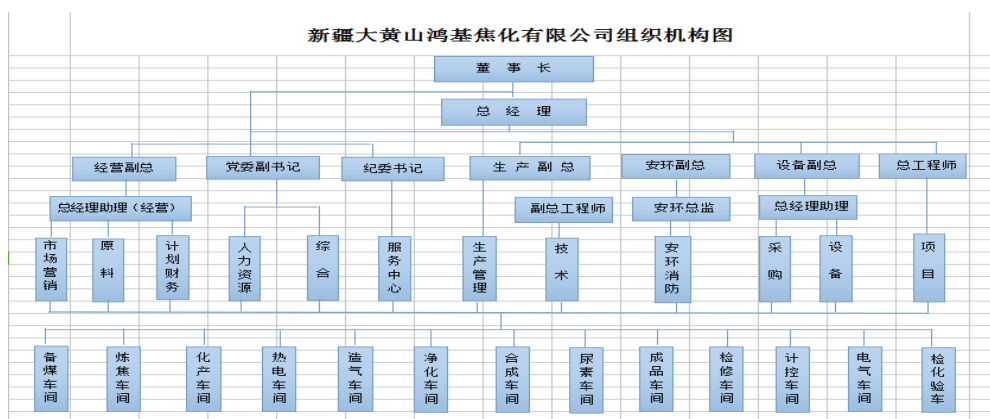 新疆大黄山鸿基焦化有限公司组织机构图
董事长
总经理
经营副总
党委副书记
纪委书记
生产副总
安环副总
设备副总
总工程师
总经理助理（经营）
副总工程师
安环总监
总经理助理
市场营销
原料
计划财务
人力资源
综合
服务中心
生产管理
技术
安环消防
采购
设备
项目
备煤车间
炼焦车间
化产车间
热电车间
造气车间
净化车间
合成车间
尿素车间
成品车间
检修车间
计控车间
电气车间
检化验车